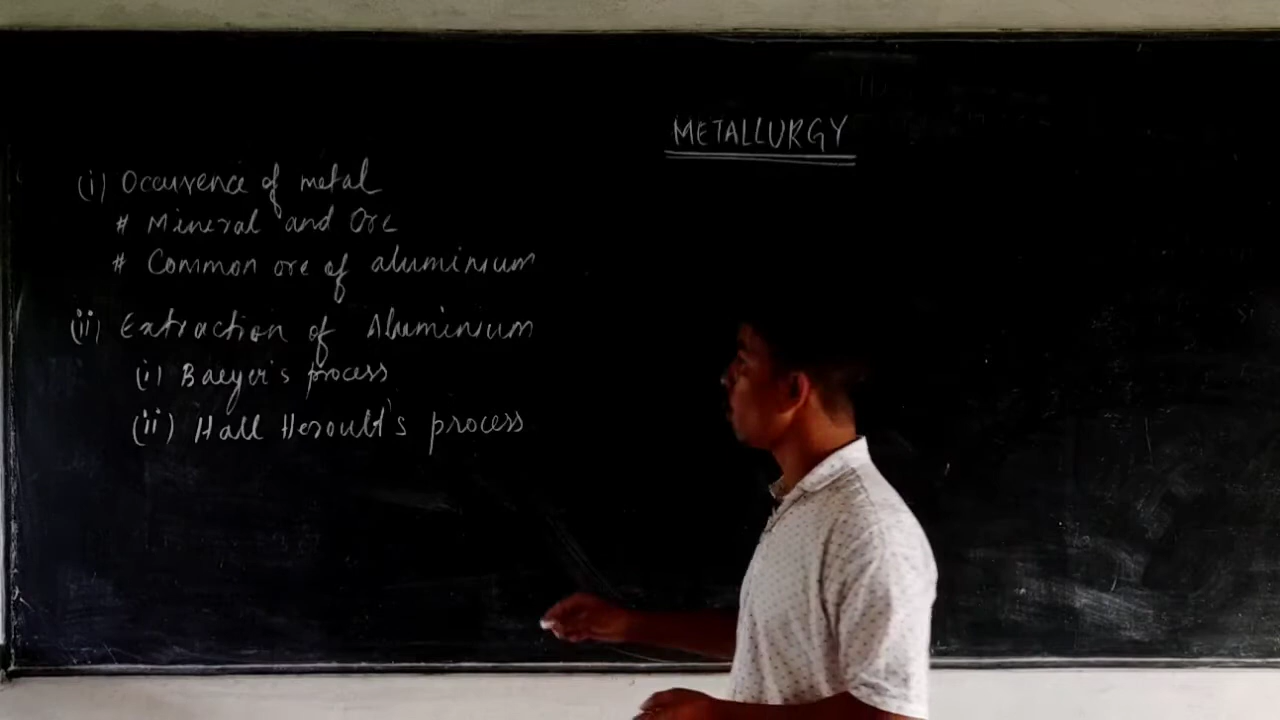 METALLURGY
(i) Occurence of metal
# Mineral and Ore
# Common ore of aluminium
(ii) Extraction of Aluminium
(i) Baeyer's process
(ii) Hall Heroult's process